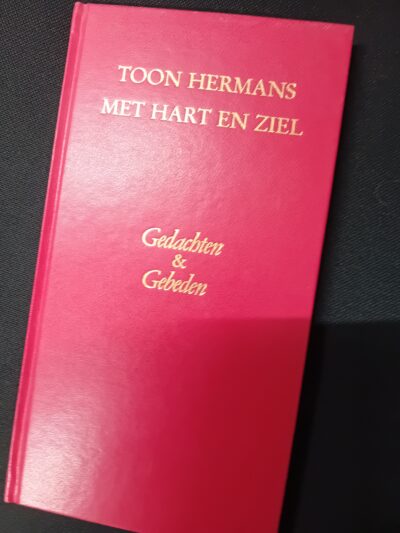 TOON HERMANS
MET HART EN ZIEL
Gedachten
&
Gebeden